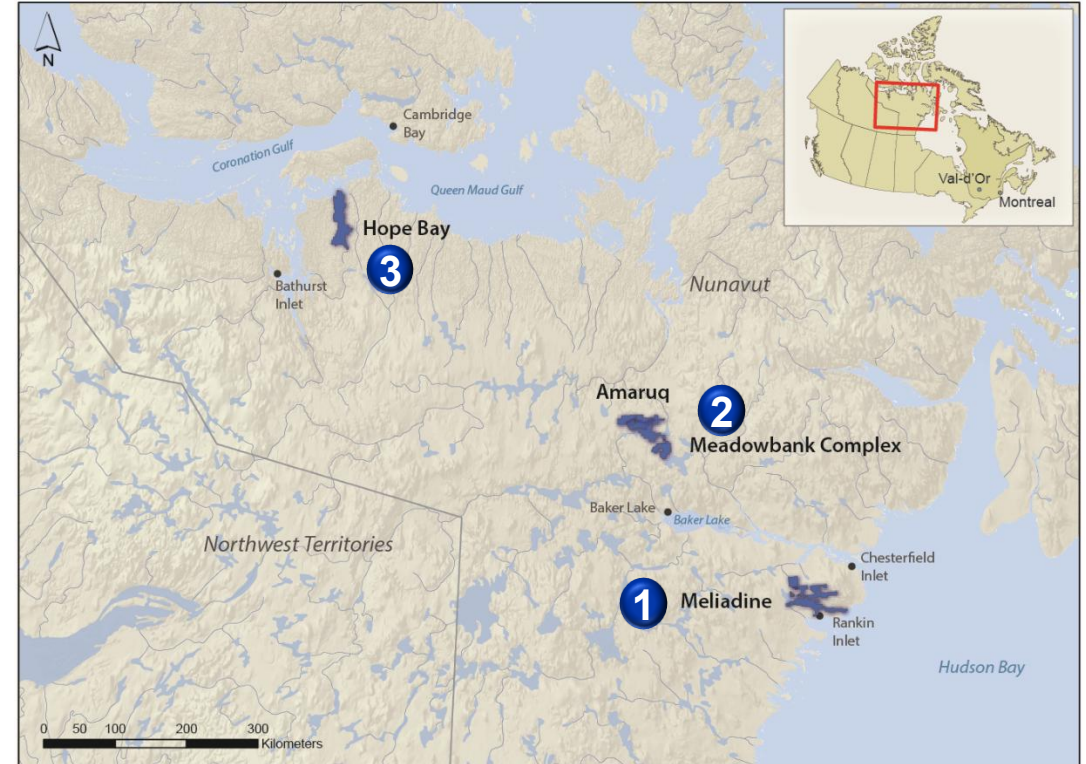 N
Cambridge
Bay
Coronation Gulf
Queen Maud Gulf
Val-d'Or
Montreal
Hope Bay
3
Bathurst
Inlet
Nunavut
Amaruq
2
Meadowbank Complex
Baker Lake
Baker Lake
Northwest Territories
Chesterfield
Inlet
1
Meliadine
Rankin
Inlet
Hudson Bay
0 50 100 200 300
Kilometers